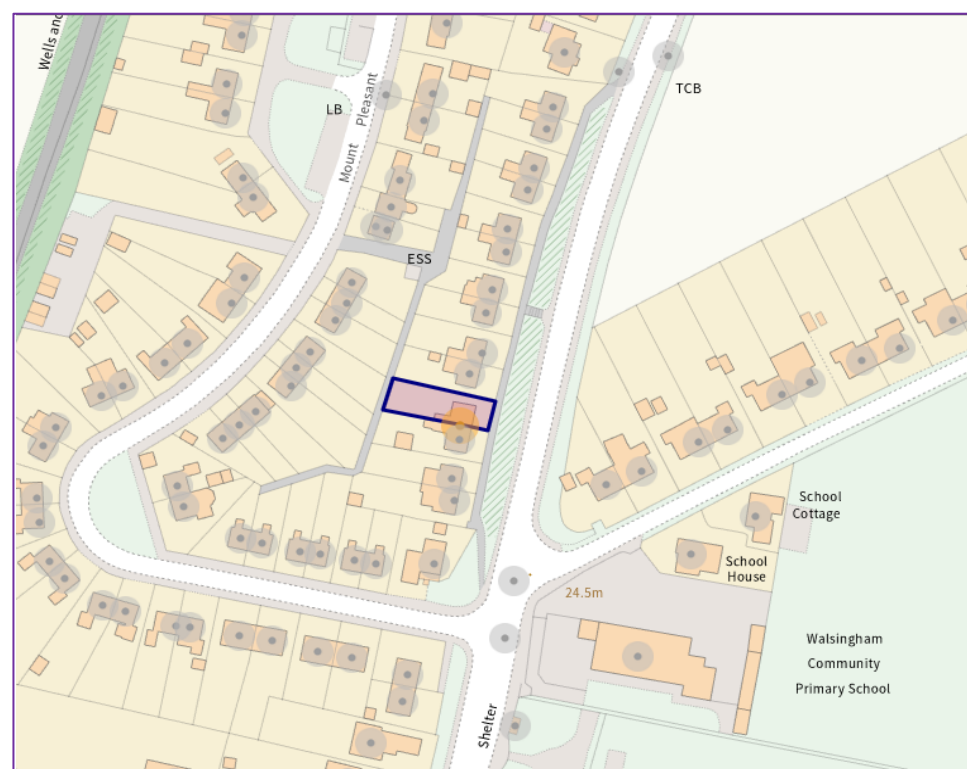 Wells and
TCB
LB
Mount Pleasant
ESS
School
Cottage
School
House
24.5m
Walsingham
Community
Primary School
Shelter